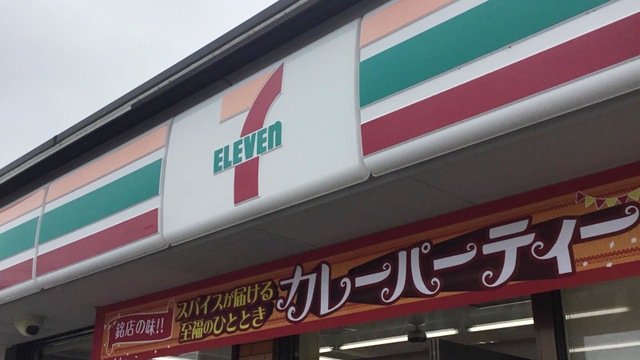 7
ELEVEn
銘店の味!!
スパイスが届ける
至福のひととき
カレーパーティー